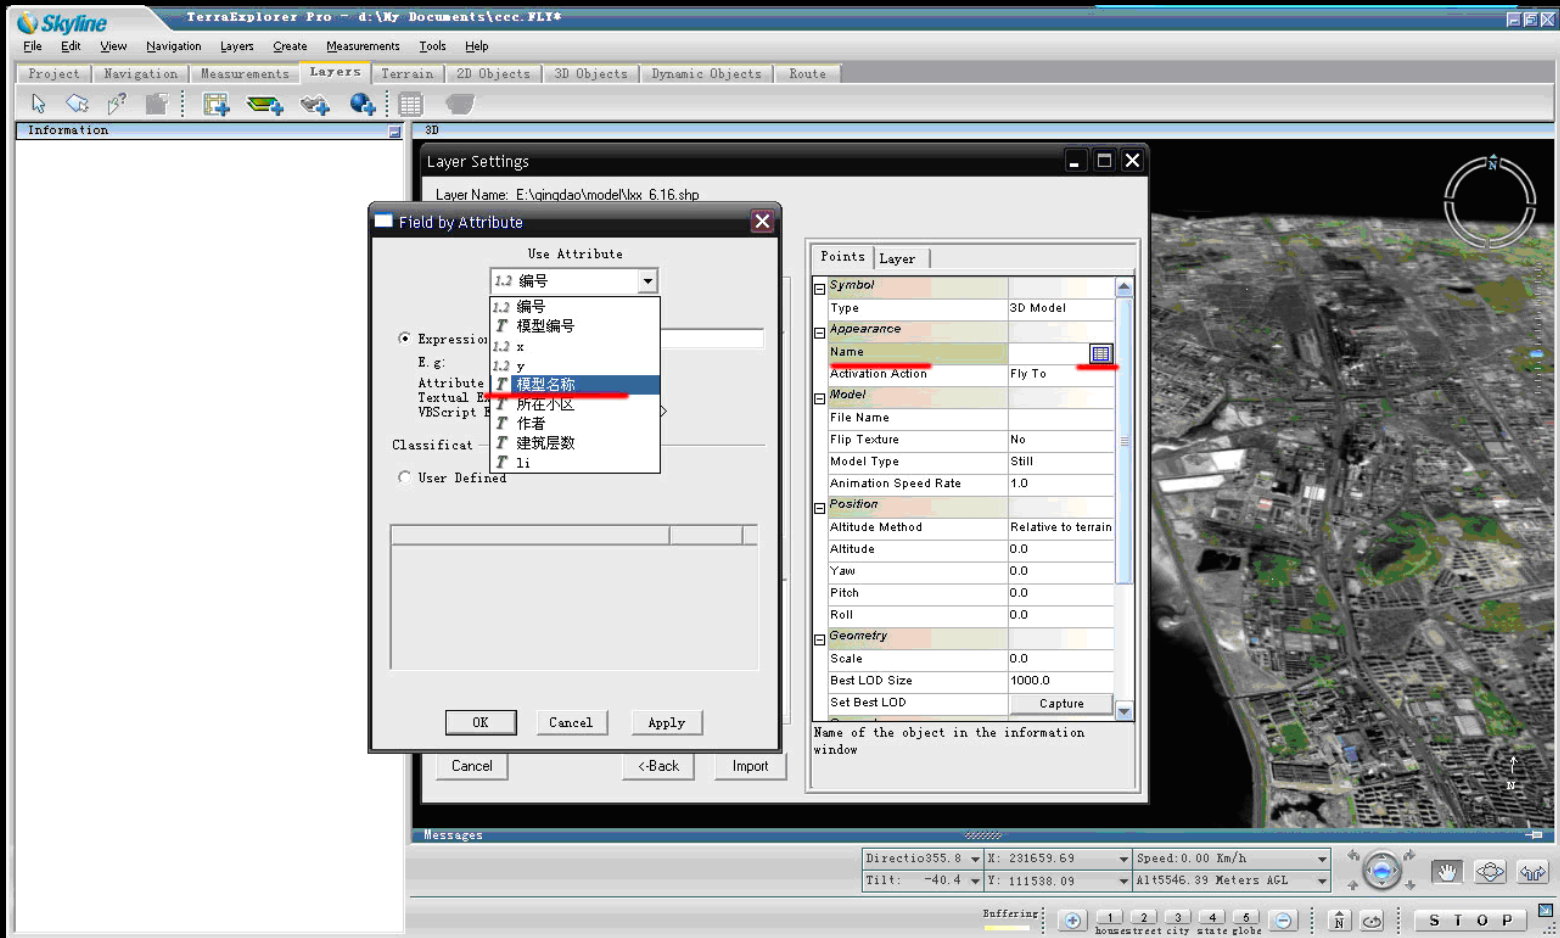 Skyline
TerraExplorer Pro - d:\My Documents\ccc.FLY*
File Edit View Navigation Layers Create Measurements Tools Help
Project Navigation Measurements Layers Terrain 2D Objects 3D Objects Dynamic Objects Route
Information
3D
Layer Settings
Layer Name: E:\qingdao\model\lxx_6.16.shp
Field by Attribute
Use Attribute
1.2 编号
1.2 编号
T 模型编号
1.2 x
1.2 y
T 模型名称
T 所在小区
T 作者
T 建筑层数
T li
Expression
E.g:
Attribute
Textual
VBScript
Classificat
User Defined
OK Cancel Apply
Cancel <-Back Import
Points Layer
Symbol
Type 3D Model
Appearance
Name
Activation Action Fly To
Model
File Name
Flip Texture No
Model Type Still
Animation Speed Rate 1.0
Position
Altitude Method Relative to terrain
Altitude 0.0
Yaw 0.0
Pitch 0.0
Roll 0.0
Geometry
Scale 0.0
Best LOD Size 1000.0
Set Best LOD Capture
Name of the object in the information
window
N
N
Messages
Directio355.8 X: 231659.69 Speed:0.00 Km/h
Tilt: -40.4 Y: 111538.09 Alt5546.39 Meters AGL
Buffering 1 2 3 4 5 N S T O P
house street city state globe